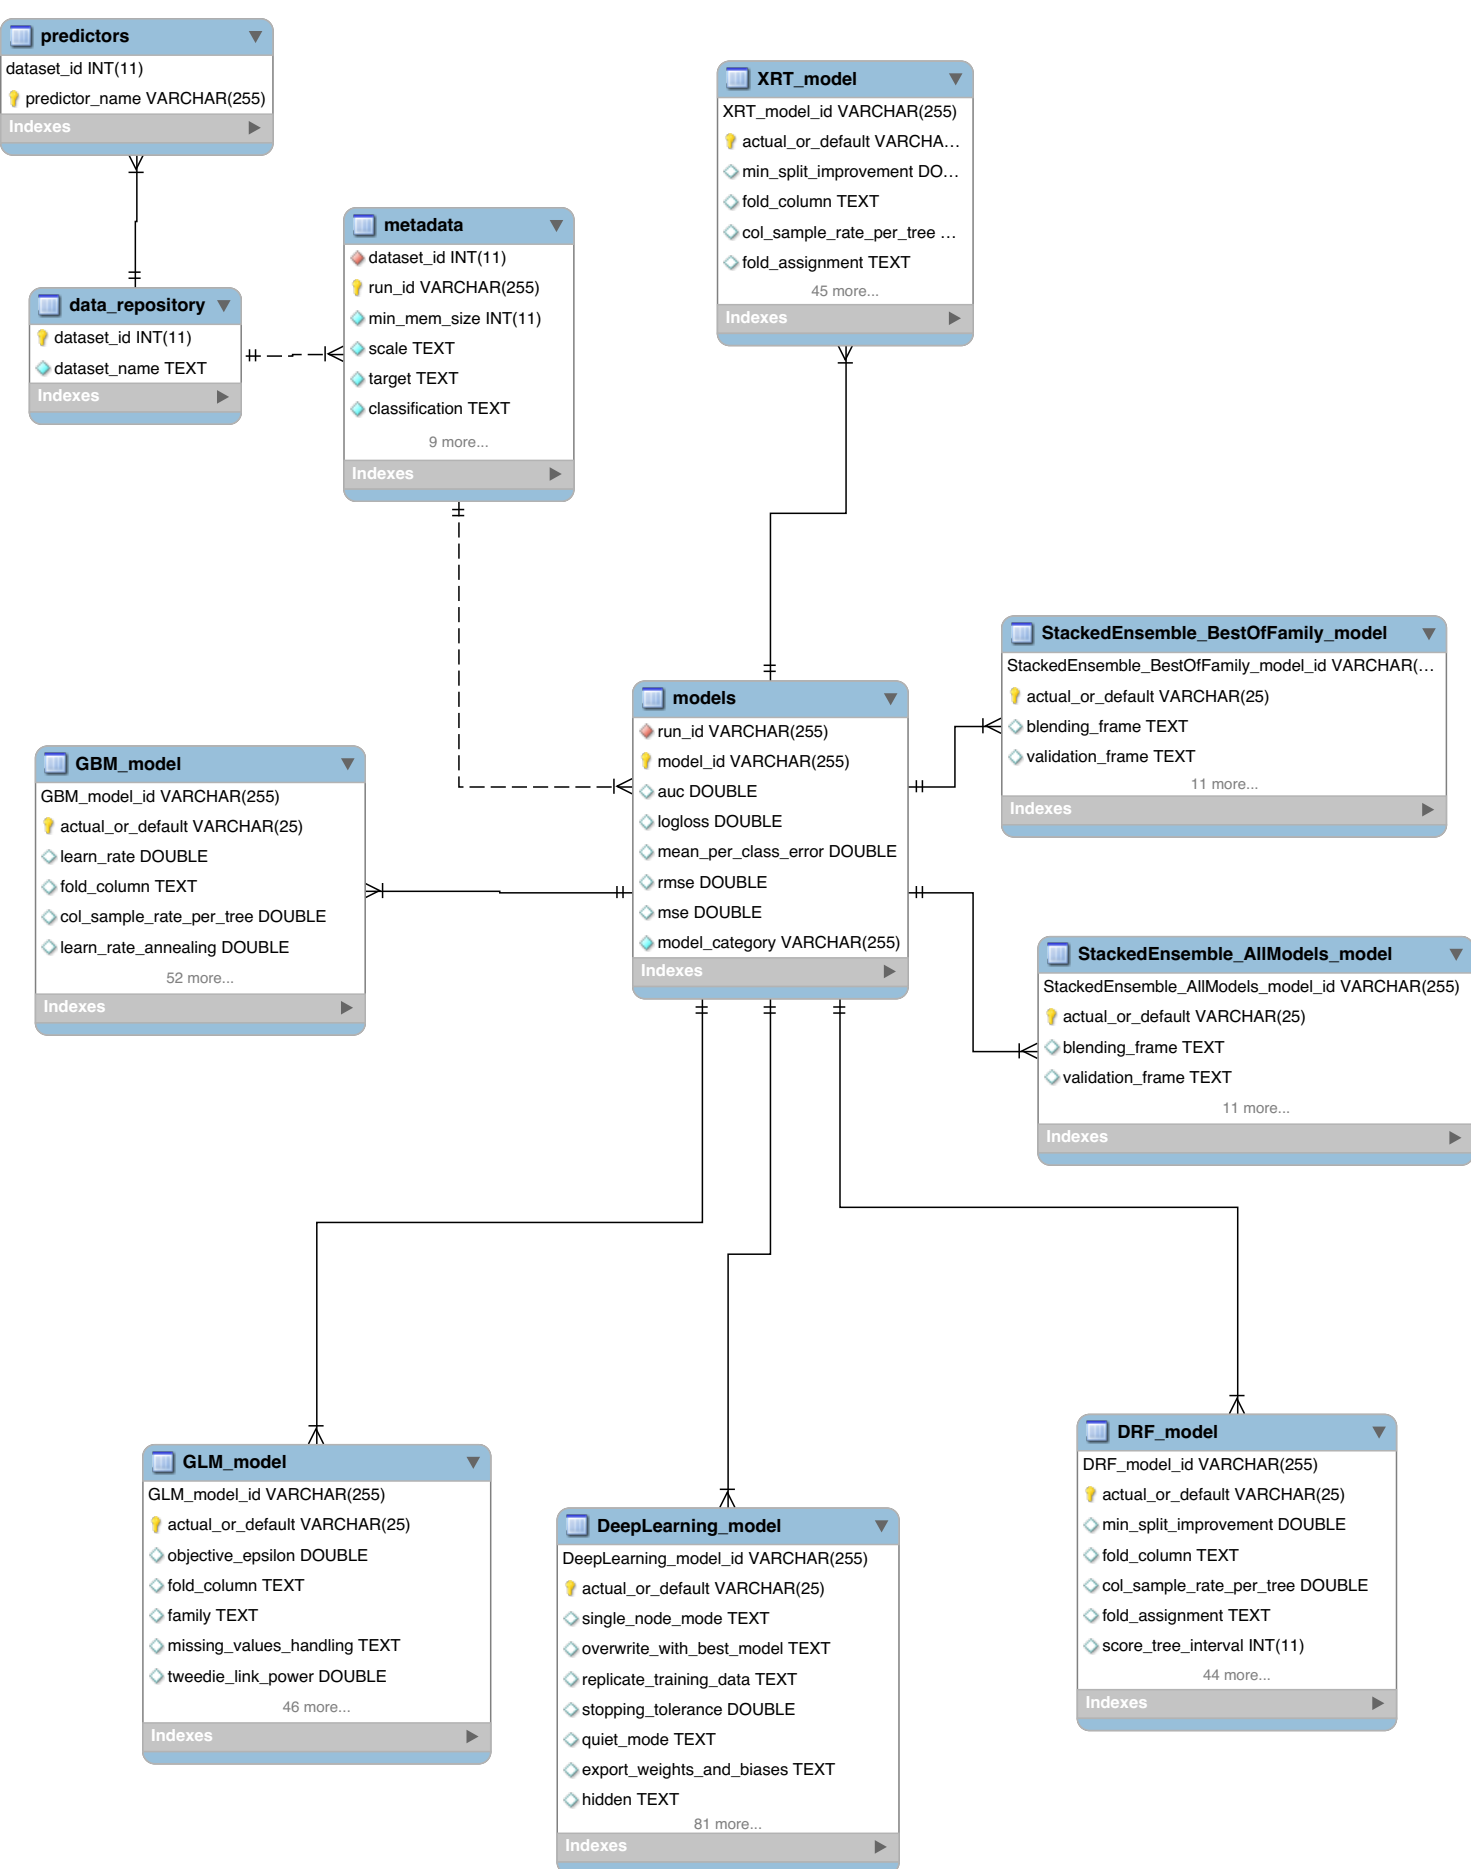 predictors
dataset_id INT(11)
predictor_name VARCHAR(255)
Indexes
XRT_model
XRT_model_id VARCHAR(255)
actual_or_default VARCHA...
min_split_improvement DO...
fold_column TEXT
col_sample_rate_per_tree ...
fold_assignment TEXT
45 more...
Indexes
metadata
dataset_id INT(11)
run_id VARCHAR(255)
min_mem_size INT(11)
scale TEXT
target TEXT
classification TEXT
9 more...
Indexes
data_repository
dataset_id INT(11)
dataset_name TEXT
Indexes
StackedEnsemble_BestOfFamily_model
StackedEnsemble_BestOfFamily_model_id VARCHAR(...
actual_or_default VARCHAR(25)
blending_frame TEXT
validation_frame TEXT
11 more...
Indexes
models
run_id VARCHAR(255)
model_id VARCHAR(255)
auc DOUBLE
logloss DOUBLE
mean_per_class_error DOUBLE
rmse DOUBLE
mse DOUBLE
model_category VARCHAR(255)
Indexes
GBM_model
GBM_model_id VARCHAR(255)
actual_or_default VARCHAR(25)
learn_rate DOUBLE
fold_column TEXT
col_sample_rate_per_tree DOUBLE
learn_rate_annealing DOUBLE
52 more...
Indexes
StackedEnsemble_AllModels_model
StackedEnsemble_AllModels_model_id VARCHAR(255)
actual_or_default VARCHAR(25)
blending_frame TEXT
validation_frame TEXT
11 more...
Indexes
GLM_model
GLM_model_id VARCHAR(255)
actual_or_default VARCHAR(25)
objective_epsilon DOUBLE
fold_column TEXT
family TEXT
missing_values_handling TEXT
tweedie_link_power DOUBLE
46 more...
Indexes
DeepLearning_model
DeepLearning_model_id VARCHAR(255)
actual_or_default VARCHAR(25)
single_node_mode TEXT
overwrite_with_best_model TEXT
replicate_training_data TEXT
stopping_tolerance DOUBLE
quiet_mode TEXT
export_weights_and_biases TEXT
hidden TEXT
81 more...
Indexes
DRF_model
DRF_model_id VARCHAR(255)
actual_or_default VARCHAR(25)
min_split_improvement DOUBLE
fold_column TEXT
col_sample_rate_per_tree DOUBLE
fold_assignment TEXT
score_tree_interval INT(11)
44 more...
Indexes